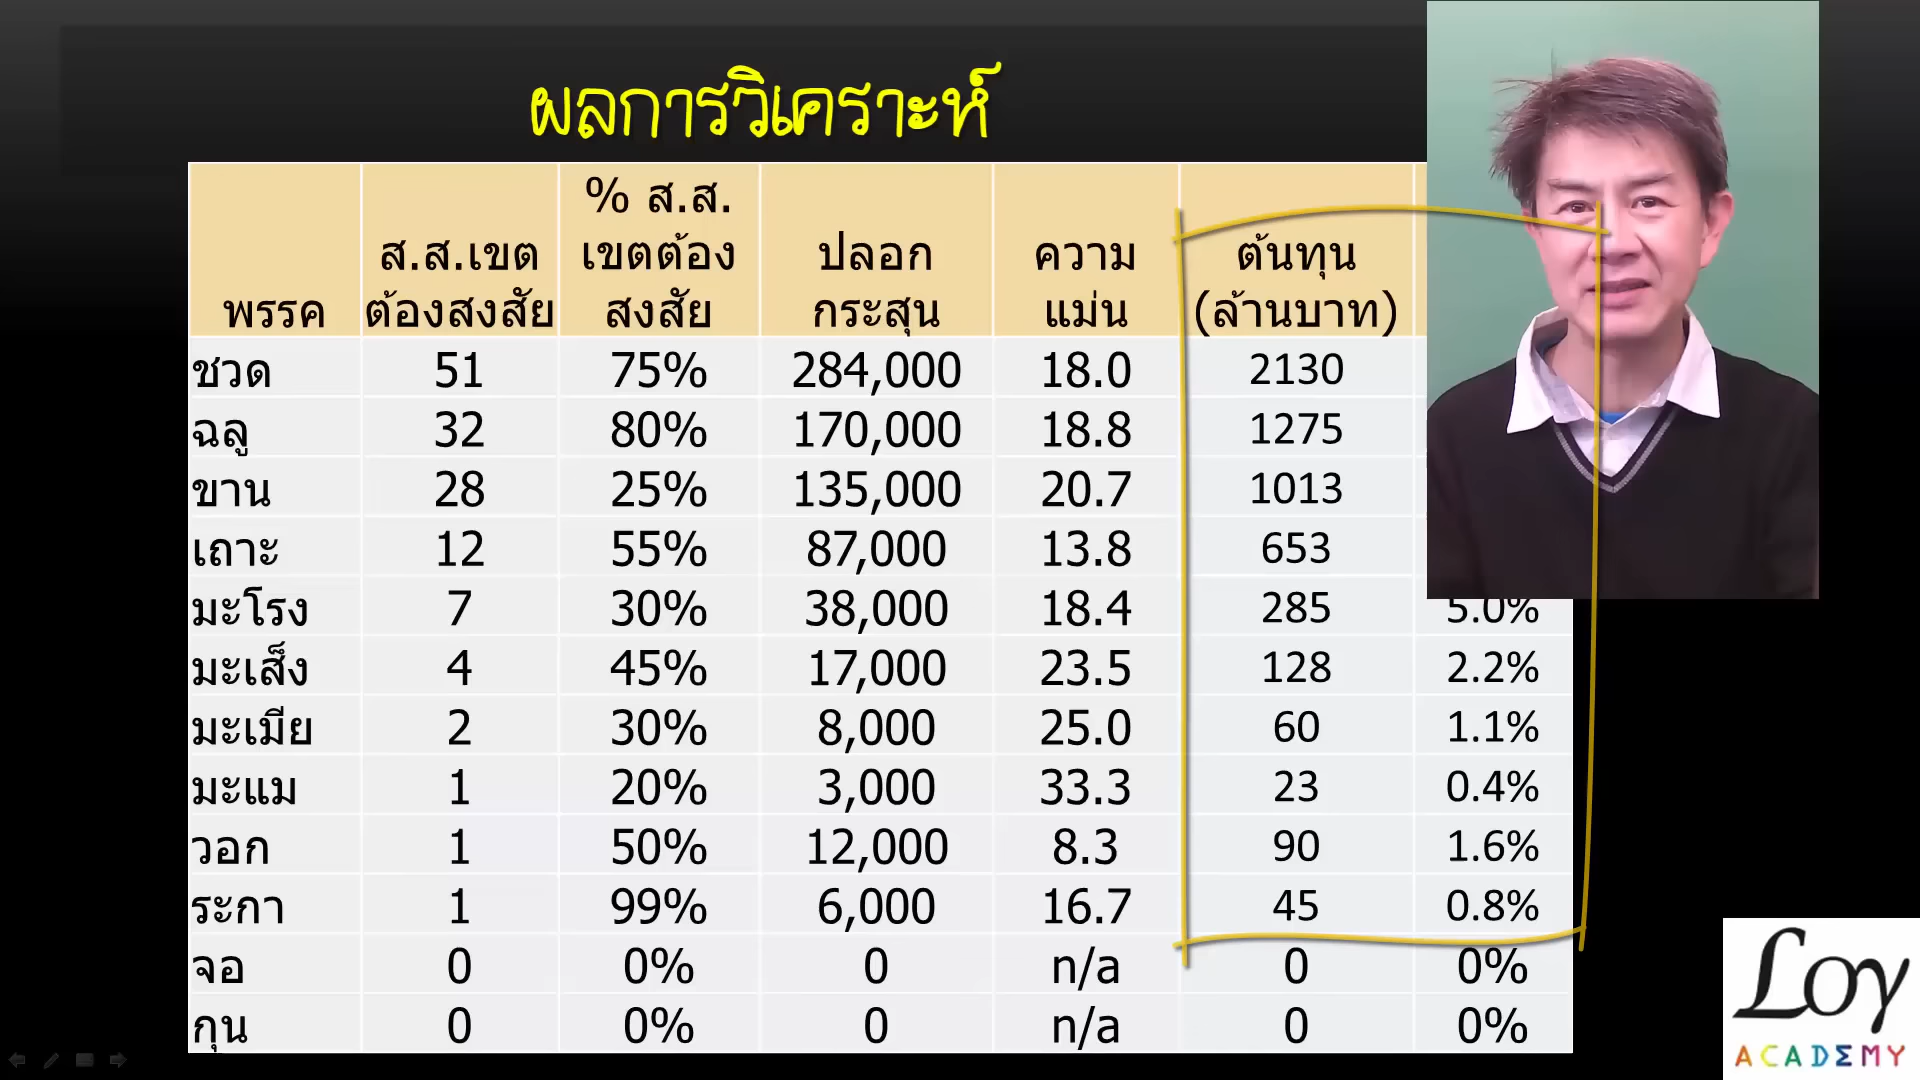 ผลการวิเคราะห์
พรรค ส.ส.เขตต้องสงสัย % ส.ส. เขตต้องสงสัย ปลอกกระสุน ความแม่น ต้นทุน (ล้านบาท)
ชวด 51 75% 284,000 18.0 2130
ฉลู 32 80% 170,000 18.8 1275
ขาน 28 25% 135,000 20.7 1013
เถาะ 12 55% 87,000 13.8 653
มะโรง 7 30% 38,000 18.4 285 5.0%
มะเส็ง 4 45% 17,000 23.5 128 2.2%
มะเมีย 2 30% 8,000 25.0 60 1.1%
มะแม 1 20% 3,000 33.3 23 0.4%
วอก 1 50% 12,000 8.3 90 1.6%
ระกา 1 99% 6,000 16.7 45 0.8%
จอ 0 0% 0 n/a 0 0%
กุน 0 0% 0 n/a 0 0%
Loy
ACADEMY